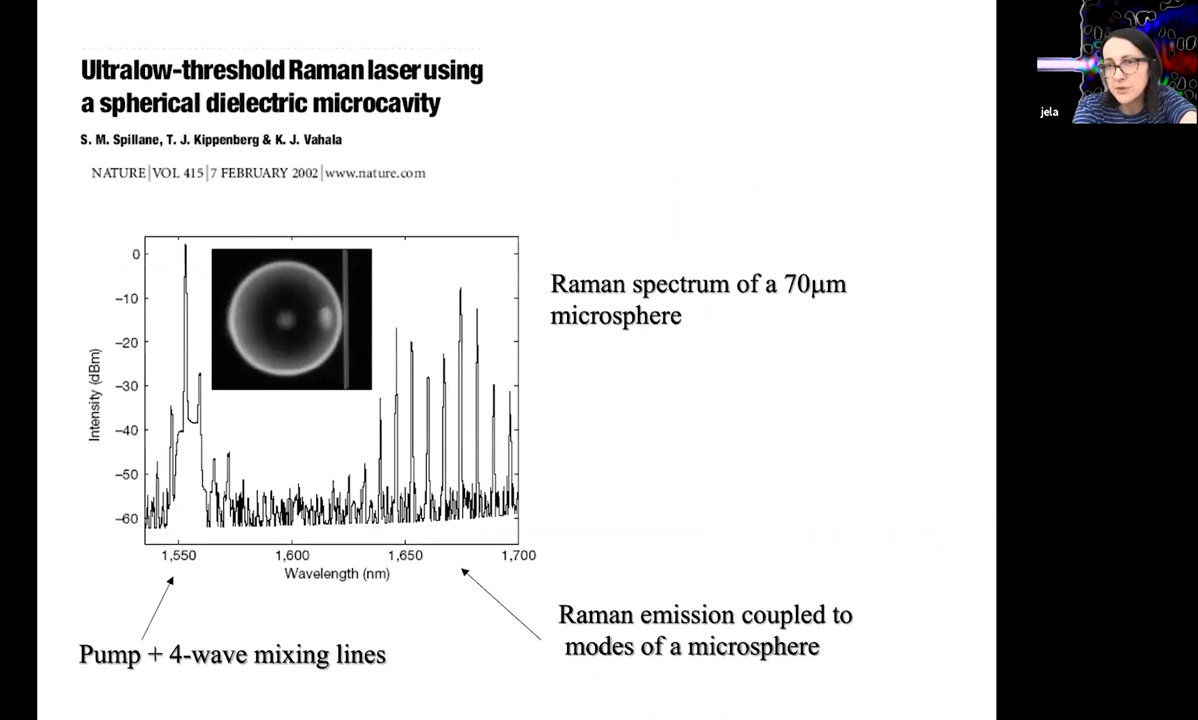 Ultralow-threshold Raman laser using
a spherical dielectric microcavity
S. M. Spillane, T. J. Kippenberg & K. J. Vahala
NATURE|VOL 415|7 FEBRUARY 2002|www.nature.com
jela
0
–10
–20
–30
–40
–50
–60
Intensity (dBm)
1,550
1,600
1,650
1,700
Wavelength (nm)
Raman spectrum of a 70μm
microsphere
Pump + 4-wave mixing lines
Raman emission coupled to
modes of a microsphere